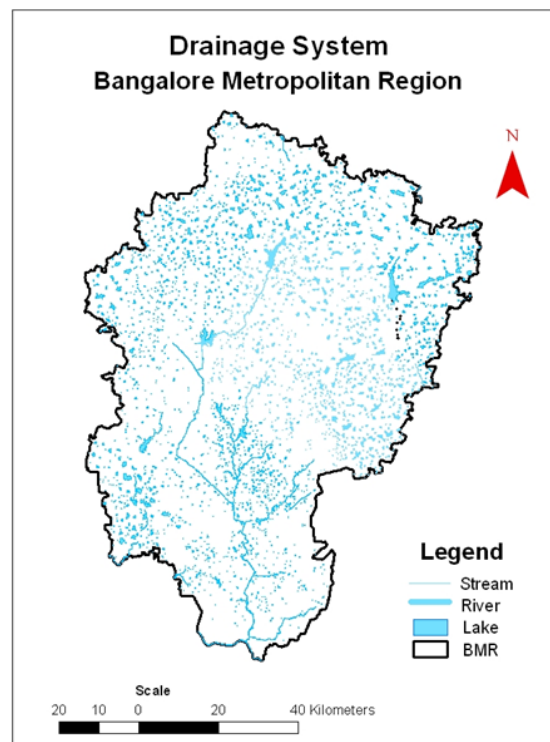 Drainage System
Bangalore Metropolitan Region
N
Legend
Stream
River
Lake
BMR
Scale
20 10 0 20 40 Kilometers